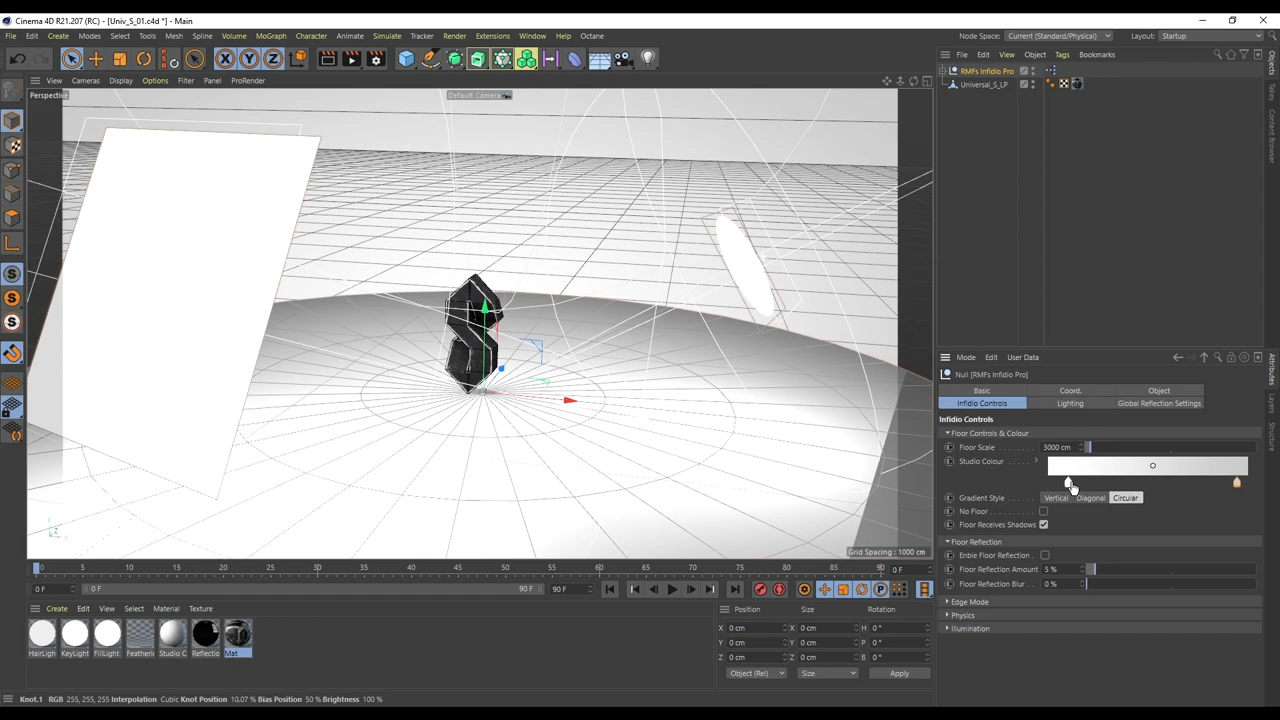 Cinema 4D R21.207 (RC) - [Univ_S_01.c4d *] - Main
File Edit Create Modes Select Tools Mesh Spline Volume MoGraph Character Animate Simulate Tracker Render Extensions Window Help Octane
Node Space: Current (Standard/Physical) Layout: Startup
View Cameras Display Options Filter Panel ProRender
File Edit View Object Tags Bookmarks
RMFs Infidio Pro
Universal_S_LP
Perspective
Default Camera
Grid Spacing : 1000 cm
Objects
Takes
Content Browser
Attributes
Layers
Structure
Mode Edit User Data
Null [RMFs Infidio Pro]
Basic Coord. Object
Infidio Controls Lighting Global Reflection Settings
Infidio Controls
Floor Controls & Colour
Floor Scale 3000 cm
Studio Colour
Gradient Style Vertical Diagonal Circular
No Floor
Floor Receives Shadows
Floor Reflection
Enble Floor Reflection
Floor Reflection Amount 5 %
Floor Reflection Blur 0 %
Edge Mode
Physics
Illumination
0 5 10 15 20 25 30 35 40 45 50 55 60 65 70 75 80 85 90 0 F
0 F 0 F 90 F 90 F
Create Edit View Select Material Texture
HairLigh KeyLight FillLight Featheri Studio C Reflectio Mat
Position Size Rotation
X 0 cm X 0 cm H 0 °
Y 0 cm Y 0 cm P 0 °
Z 0 cm Z 0 cm B 0 °
Object (Rel) Size Apply
Knot.1 RGB 255, 255, 255 Interpolation Cubic Knot Position 10.07 % Bias Position 50 % Brightness 100 %